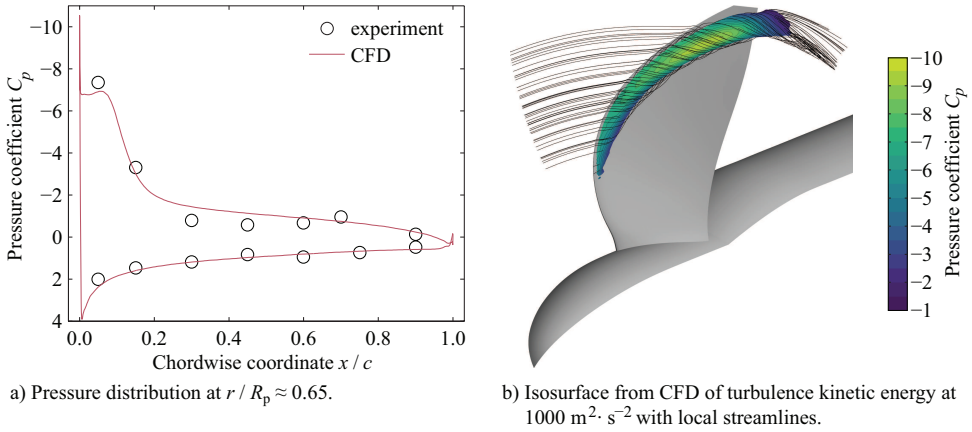 −10
−8
−6
−4
−2
0
2
4
Pressure coefficient Cp
experiment
CFD
0.0 0.2 0.4 0.6 0.8 1.0
Chordwise coordinate x / c
a) Pressure distribution at r / Rp ≈ 0.65.
−10
−9
−8
−7
−6
−5
−4
−3
−2
−1
Pressure coefficient Cp
b) Isosurface from CFD of turbulence kinetic energy at
1000 m²· s⁻² with local streamlines.